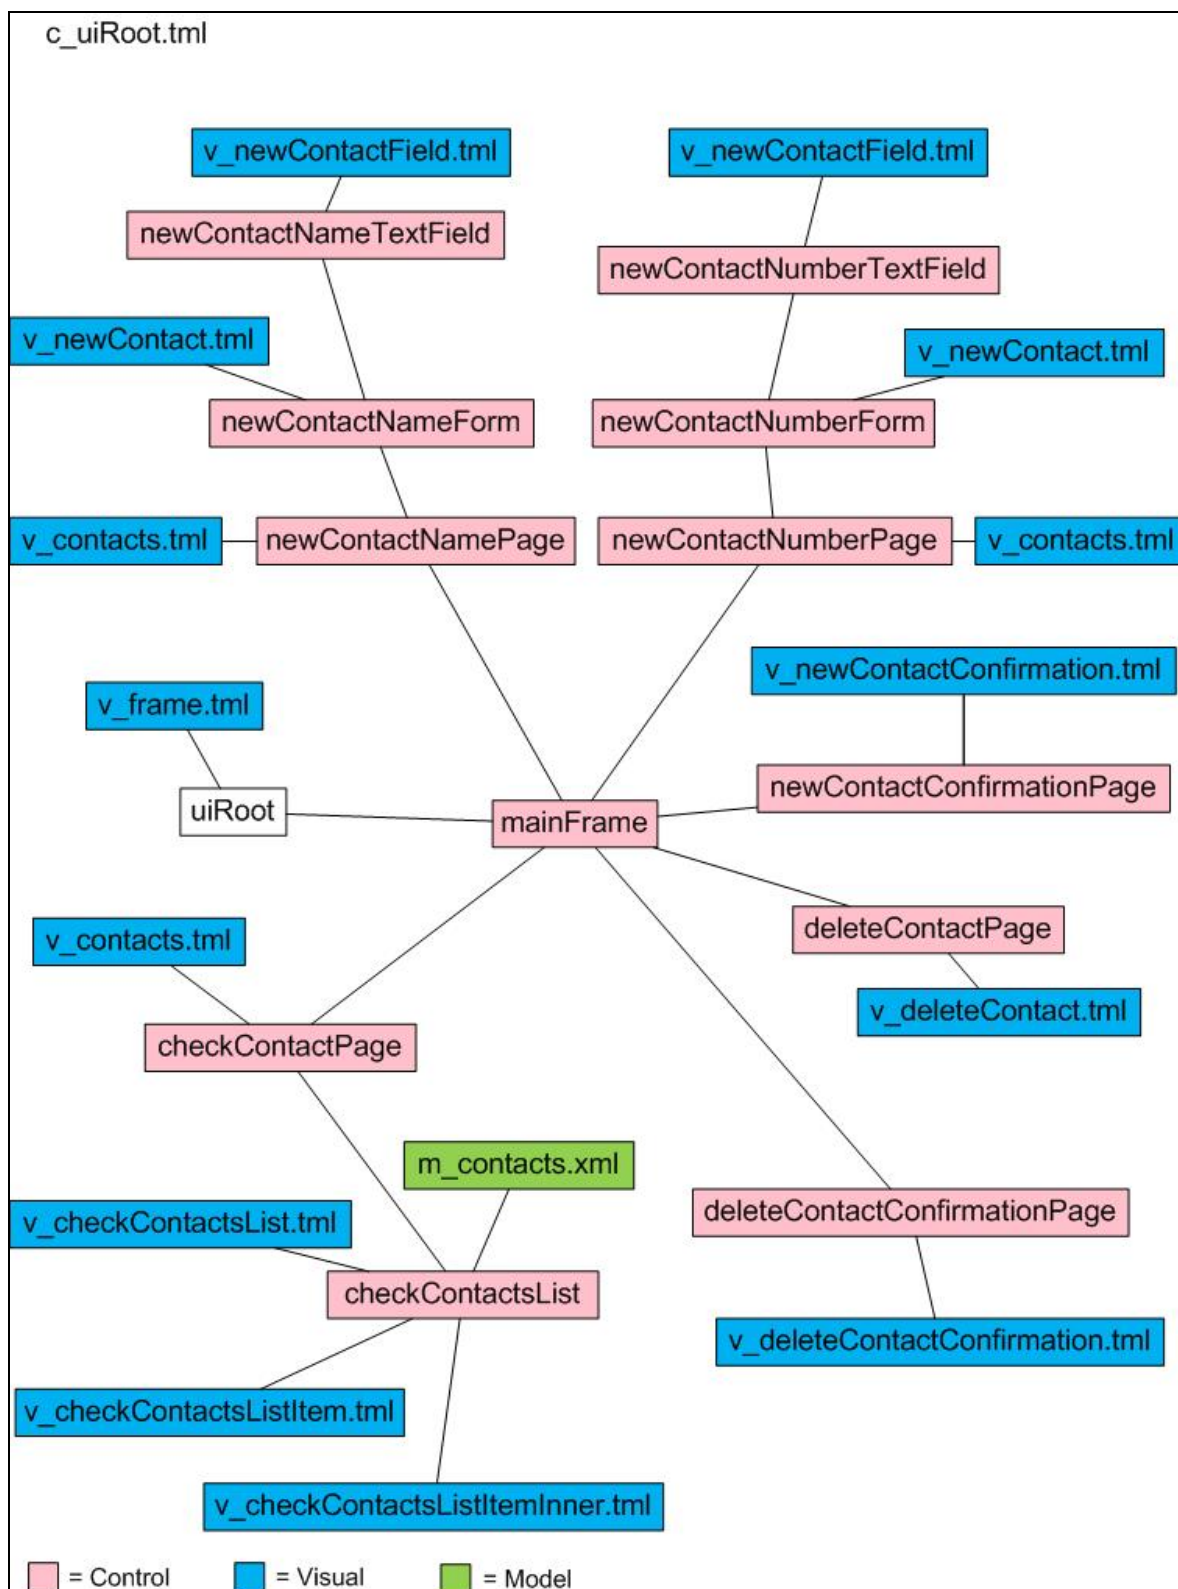 c_uiRoot.tml
v_newContactField.tml
v_newContactField.tml
newContactNameTextField
newContactNumberTextField
v_newContact.tml
v_newContact.tml
newContactNameForm
newContactNumberForm
v_contacts.tml
newContactNamePage
newContactNumberPage
v_contacts.tml
v_newContactConfirmation.tml
v_frame.tml
newContactConfirmationPage
uiRoot
mainFrame
deleteContactPage
v_contacts.tml
v_deleteContact.tml
checkContactPage
m_contacts.xml
deleteContactConfirmationPage
v_checkContactsList.tml
checkContactsList
v_deleteContactConfirmation.tml
v_checkContactsListItem.tml
v_checkContactsListItemInner.tml
= Control
= Visual
= Model